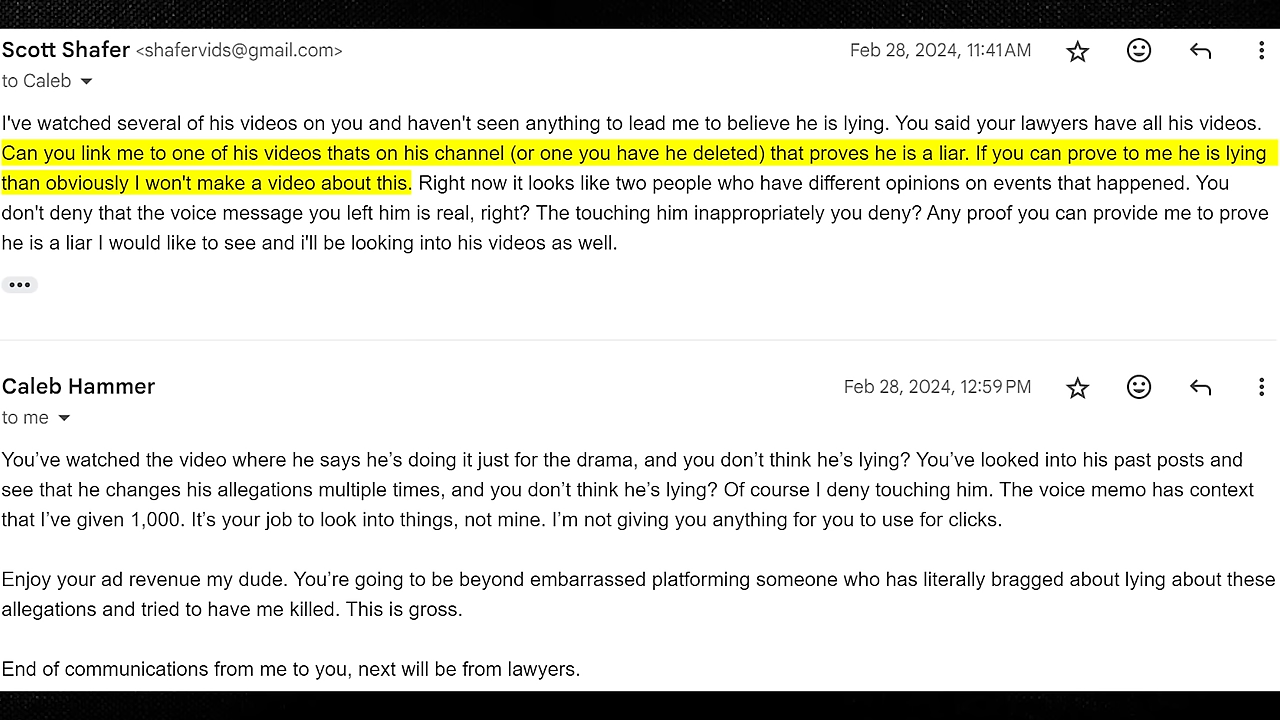 Scott Shafer <shafervids@gmail.com> Feb 28, 2024, 11:41 AM
to Caleb
I've watched several of his videos on you and haven't seen anything to lead me to believe he is lying. You said your lawyers have all his videos.
Can you link me to one of his videos thats on his channel (or one you have he deleted) that proves he is a liar. If you can prove to me he is lying
than obviously I won't make a video about this. Right now it looks like two people who have different opinions on events that happened. You
don't deny that the voice message you left him is real, right? The touching him inappropriately you deny? Any proof you can provide me to prove
he is a liar I would like to see and i'll be looking into his videos as well.
Caleb Hammer Feb 28, 2024, 12:59 PM
to me
You’ve watched the video where he says he’s doing it just for the drama, and you don’t think he’s lying? You’ve looked into his past posts and
see that he changes his allegations multiple times, and you don’t think he’s lying? Of course I deny touching him. The voice memo has context
that I’ve given 1,000. It’s your job to look into things, not mine. I’m not giving you anything for you to use for clicks.
Enjoy your ad revenue my dude. You’re going to be beyond embarrassed platforming someone who has literally bragged about lying about these
allegations and tried to have me killed. This is gross.
End of communications from me to you, next will be from lawyers.